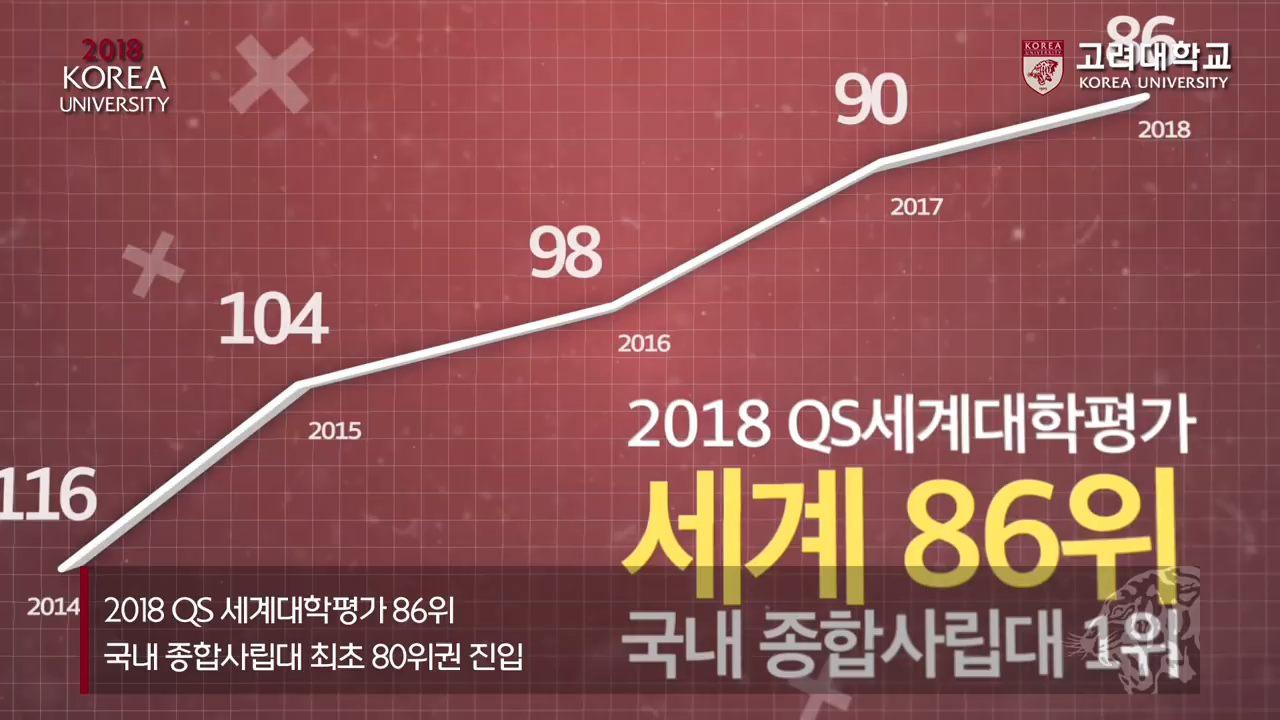 2018
KOREA
UNIVERSITY
86
KOREA
UNIVERSITY
고려대학교
KOREA UNIVERSITY
90
2018
2017
98
104
2016
2015
2018 QS세계대학평가
116
세계 86위
2014
2018 QS 세계대학평가 86위
국내 종합사립대 1위
국내 종합사립대 최초 80위권 진입